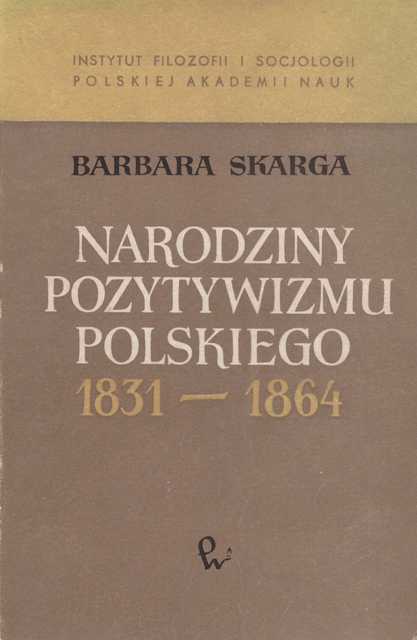 INSTYTUT FILOZOFII I SOCJOLOGII
POLSKIEJ AKADEMII NAUK
BARBARA SKARGA
NARODZINY
POZYTYWIZMU
POLSKIEGO
1831 — 1864